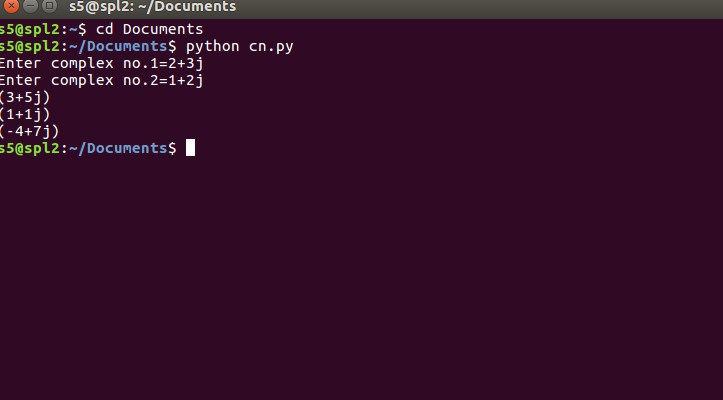 s5@spl2: ~/Documents
s5@spl2:~$ cd Documents
s5@spl2:~/Documents$ python cn.py
Enter complex no.1=2+3j
Enter complex no.2=1+2j
(3+5j)
(1+1j)
(-4+7j)
s5@spl2:~/Documents$